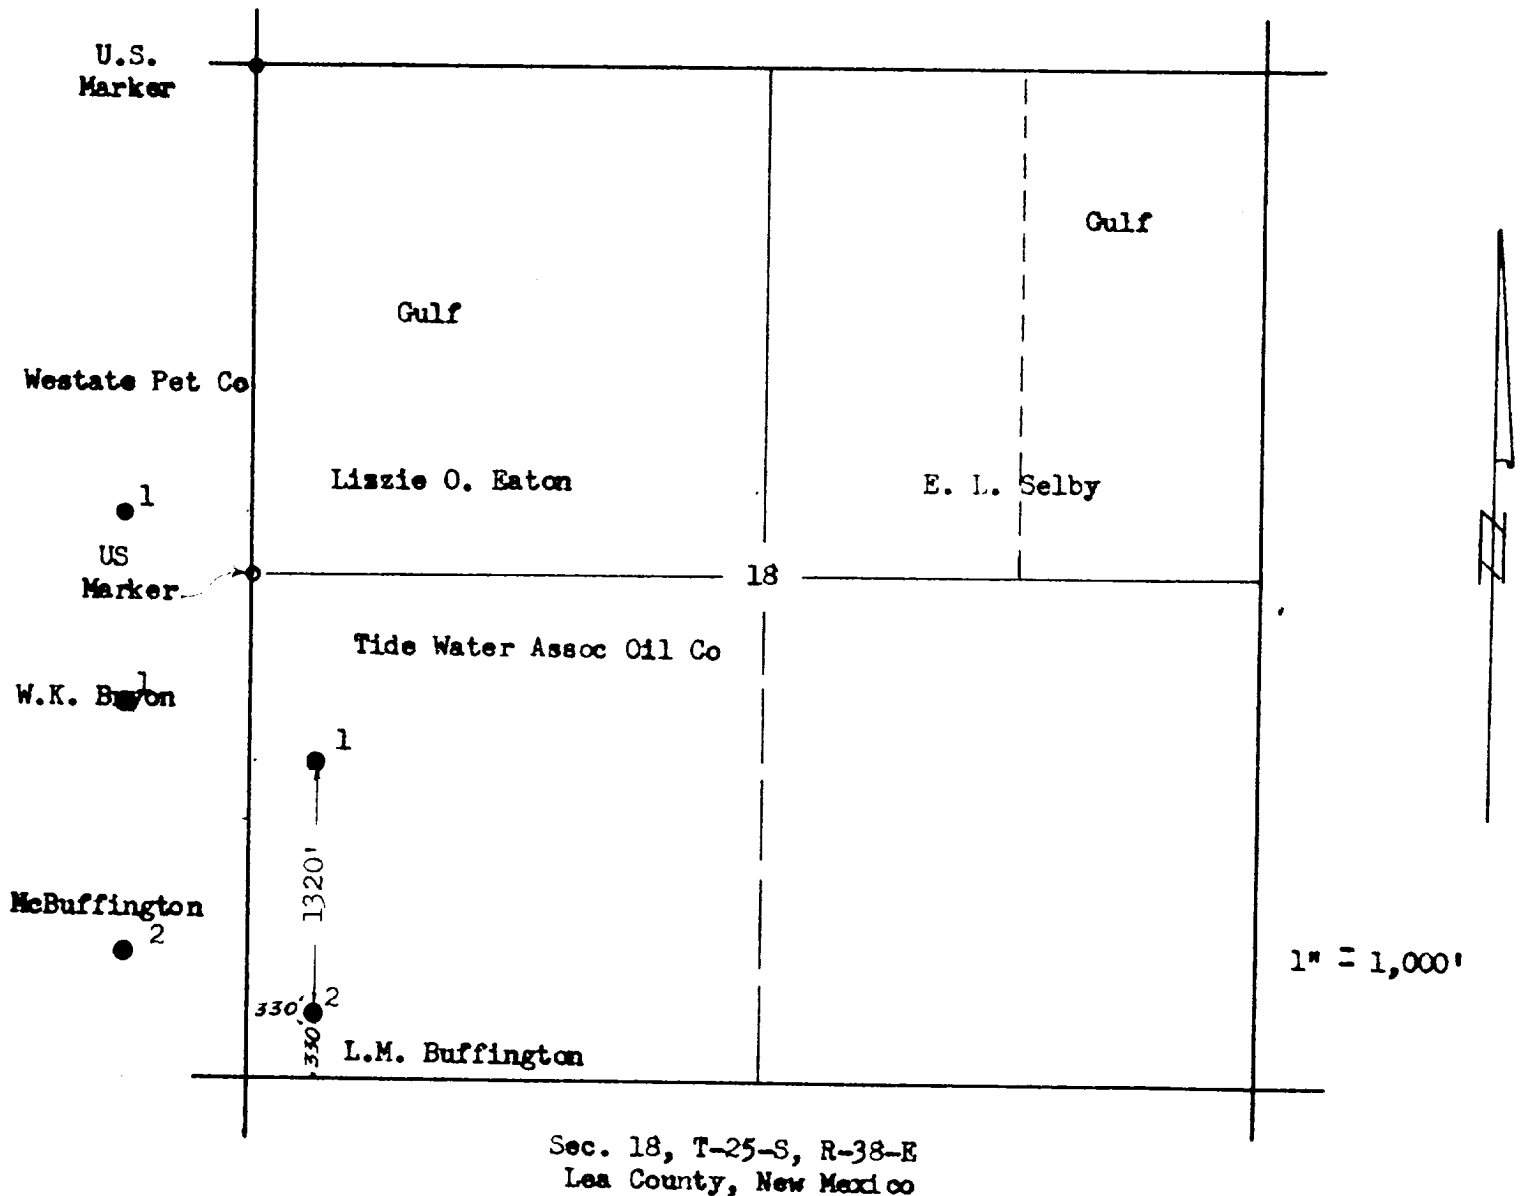 U.S.
Marker
Gulf
Gulf
Westate Pet Co
Lizzie O. Eaton
E. L. Selby
1
US
Marker
18
Tide Water Assoc Oil Co
1
W.K.
1
1320'
McBuffington
2
1" = 1,000'
330'
2
330'
L.M. Buffington
Sec. 18, T-25-S, R-38-E
Lea County, New Mexico
N